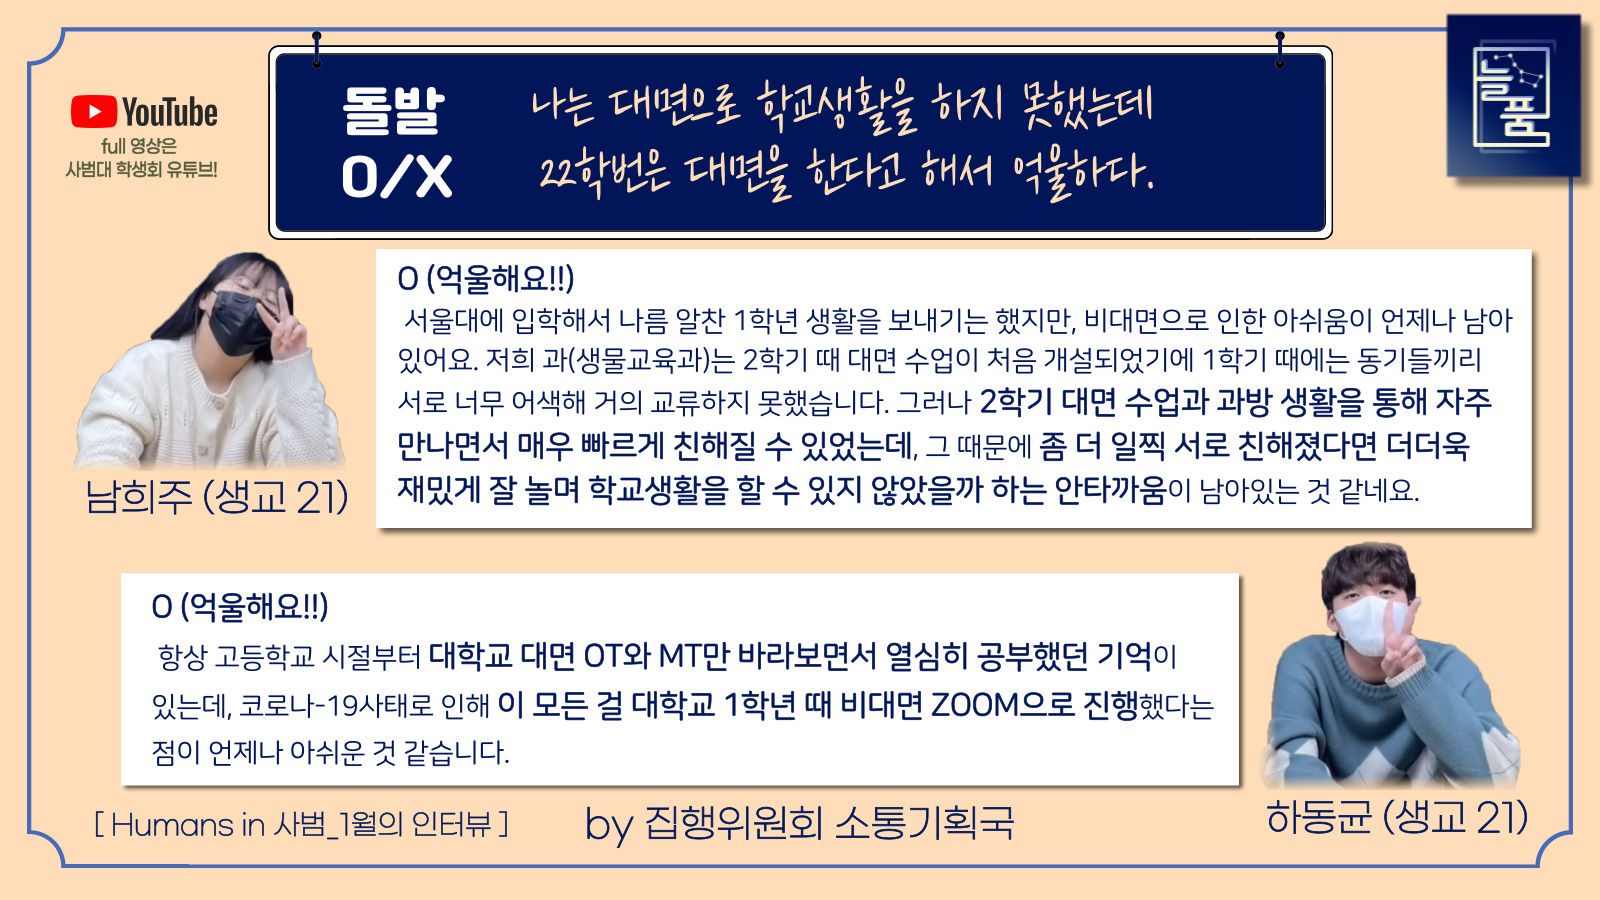 YouTube
full 영상은
사범대 학생회 유튜브!
돌발
O/X
나는 대면으로 학교생활을 하지 못했는데
22학번은 대면을 한다고 해서 억울하다.
늘
품
O (억울해요!!)
서울대에 입학해서 나름 알찬 1학년 생활을 보내기는 했지만, 비대면으로 인한 아쉬움이 언제나 남아
있어요. 저희 과(생물교육과)는 2학기 때 대면 수업이 처음 개설되었기에 1학기 때에는 동기들끼리
서로 너무 어색해 거의 교류하지 못했습니다. 그러나 2학기 대면 수업과 과방 생활을 통해 자주
만나면서 매우 빠르게 친해질 수 있었는데, 그 때문에 좀 더 일찍 서로 친해졌다면 더더욱
재밌게 잘 놀며 학교생활을 할 수 있지 않았을까 하는 안타까움이 남아있는 것 같네요.
남희주 (생교 21)
O (억울해요!!)
항상 고등학교 시절부터 대학교 대면 OT와 MT만 바라보면서 열심히 공부했던 기억이
있는데, 코로나-19사태로 인해 이 모든 걸 대학교 1학년 때 비대면 ZOOM으로 진행했다는
점이 언제나 아쉬운 것 같습니다.
하동균 (생교 21)
[ Humans in 사범_1월의 인터뷰 ]
by 집행위원회 소통기획국